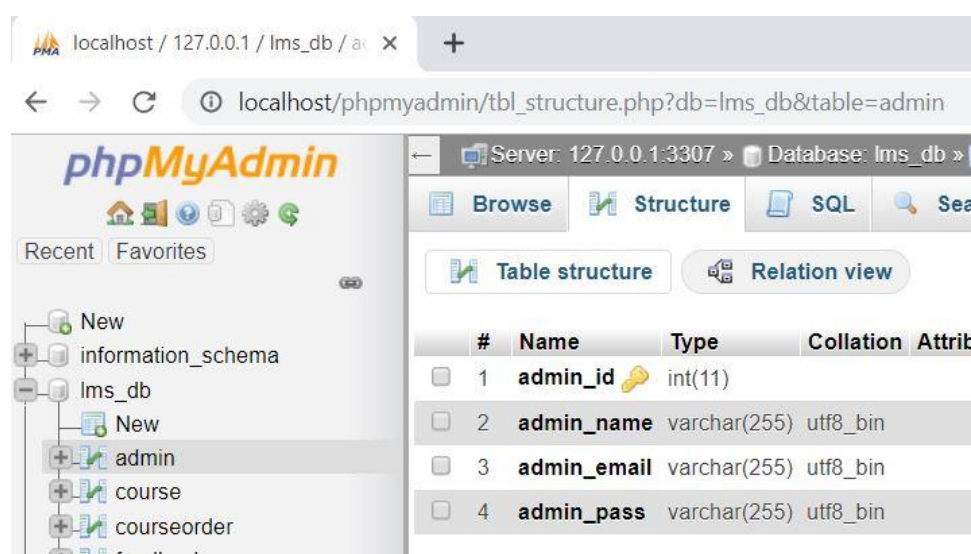 PMA localhost / 127.0.0.1 / lms_db /
localhost/phpmyadmin/tbl_structure.php?db=lms_db&table=admin
phpMyAdmin
Recent Favorites
New
information_schema
lms_db
New
admin
course
courseorder
Server: 127.0.0.1:3307 » Database: lms_db »
Browse Structure SQL
Table structure Relation view
# Name Type Collation
1 admin_id int(11)
2 admin_name varchar(255) utf8_bin
3 admin_email varchar(255) utf8_bin
4 admin_pass varchar(255) utf8_bin